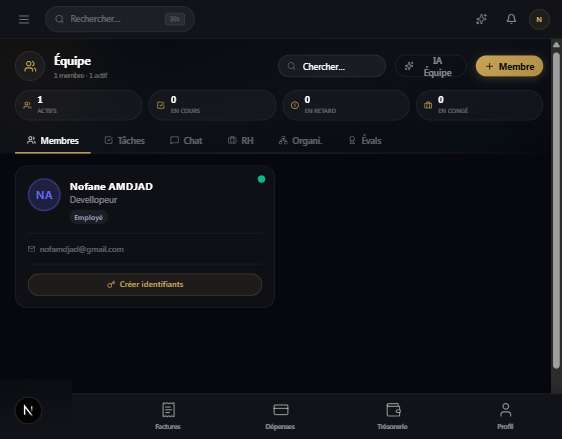 Rechercher...
Équipe
1 membre · 1 actif
Chercher...
IA
Équipe
+ Membre
1
ACTIFS
0
EN COURS
0
EN RETARD
0
EN CONGÉ
Membres
Tâches
Chat
RH
Organi.
Évals
NA
Nofane AMDJAD
Devellopeur
Employé
nofamdjad@gmail.com
Créer identifiants
N
N
Factures
Dépenses
Trésorerie
Profil